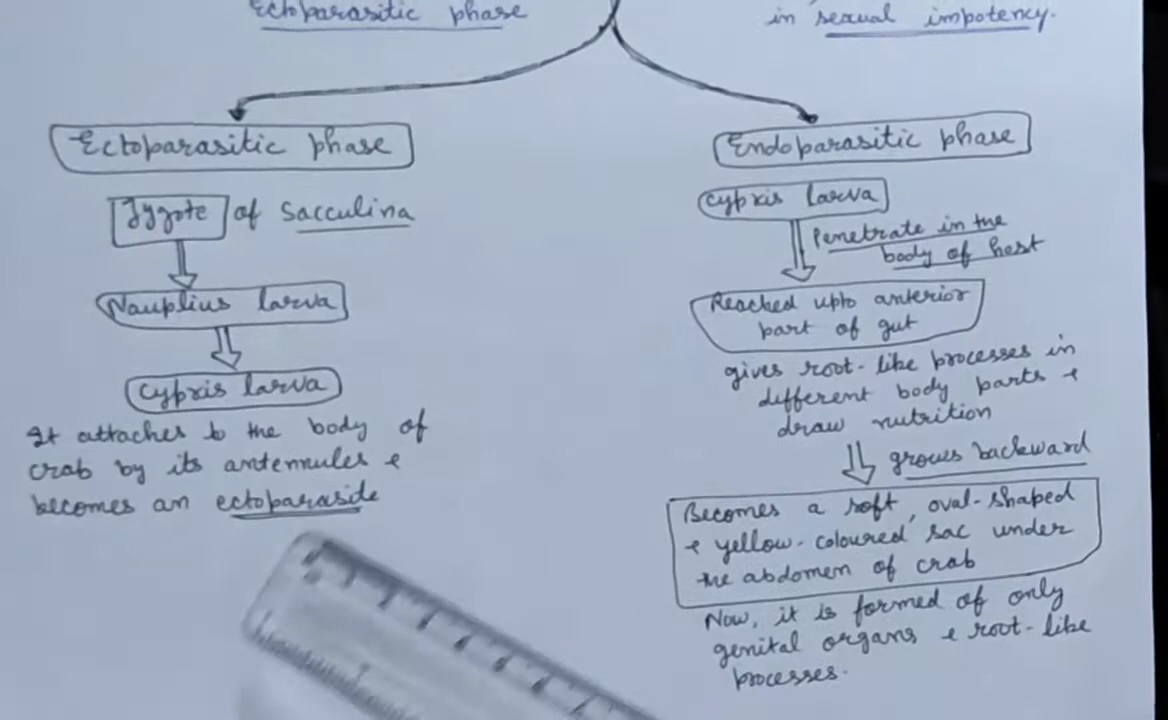 Ectoparasitic phase
in sexual impotency.
Ectoparasitic phase
Zygote of Sacculina
Nauplius larva
Cypris larva
It attaches to the body of
crab by its antennules &
becomes an ectoparasite
Endoparasitic phase
Cypris larva
Penetrate in the
body of host
Reached upto anterior
part of gut
gives root-like processes in
different body parts &
draw nutrition
grows backward
Becomes a soft, oval-shaped
& yellow-coloured sac under
the abdomen of crab
Now, it is formed of only
genital organs & root-like
processes.